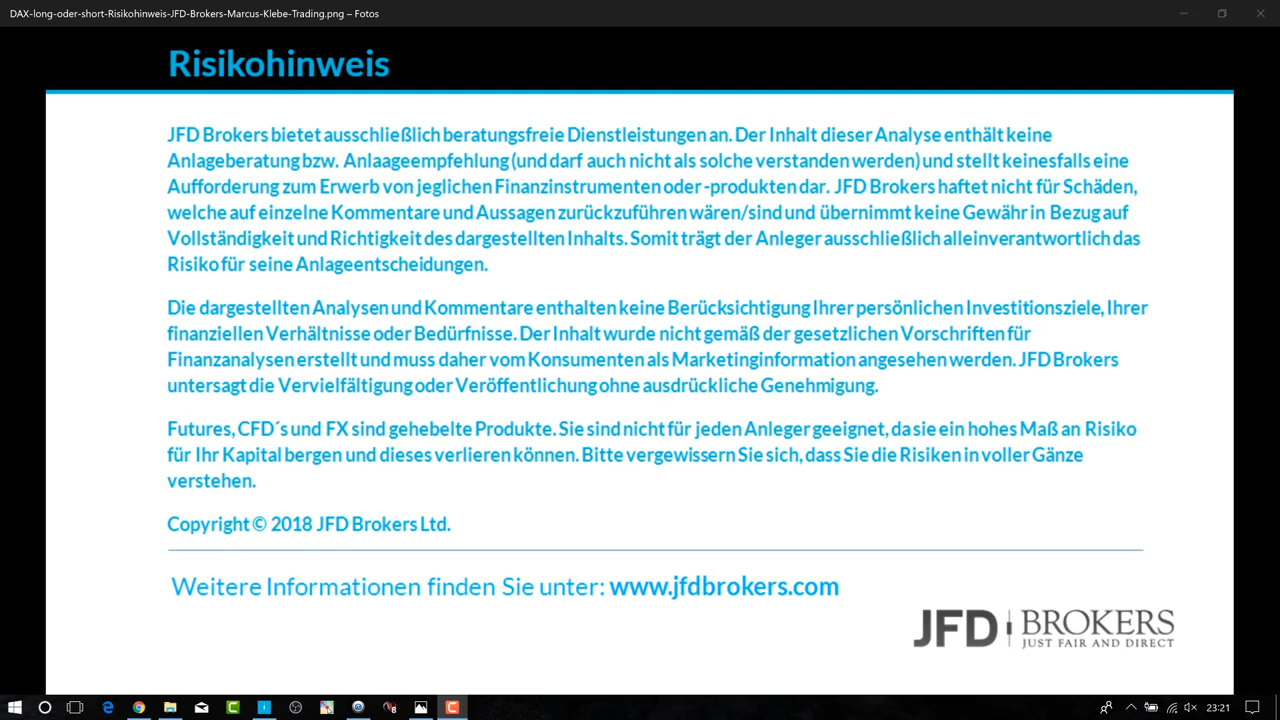 DAX-long-oder-short-Risikohinweis-JFD-Brokers-Marcus-Klebe-Trading.png – Fotos
Risikohinweis
JFD Brokers bietet ausschließlich beratungsfreie Dienstleistungen an. Der Inhalt dieser Analyse enthält keine
Anlageberatung bzw. Anlaageempfehlung (und darf auch nicht als solche verstanden werden) und stellt keinesfalls eine
Aufforderung zum Erwerb von jeglichen Finanzinstrumenten oder -produkten dar. JFD Brokers haftet nicht für Schäden,
welche auf einzelne Kommentare und Aussagen zurückzuführen wären/sind und übernimmt keine Gewähr in Bezug auf
Vollständigkeit und Richtigkeit des dargestellten Inhalts. Somit trägt der Anleger ausschließlich alleinverantwortlich das
Risiko für seine Anlageentscheidungen.
Die dargestellten Analysen und Kommentare enthalten keine Berücksichtigung Ihrer persönlichen Investitionsziele, Ihrer
finanziellen Verhältnisse oder Bedürfnisse. Der Inhalt wurde nicht gemäß der gesetzlichen Vorschriften für
Finanzanalysen erstellt und muss daher vom Konsumenten als Marketinginformation angesehen werden. JFD Brokers
untersagt die Vervielfältigung oder Veröffentlichung ohne ausdrückliche Genehmigung.
Futures, CFD´s und FX sind gehebelte Produkte. Sie sind nicht für jeden Anleger geeignet, da sie ein hohes Maß an Risiko
für Ihr Kapital bergen und dieses verlieren können. Bitte vergewissern Sie sich, dass Sie die Risiken in voller Gänze
verstehen.
Copyright © 2018 JFD Brokers Ltd.
Weitere Informationen finden Sie unter: www.jfdbrokers.com
JFD BROKERS
JUST FAIR AND DIRECT
23:21